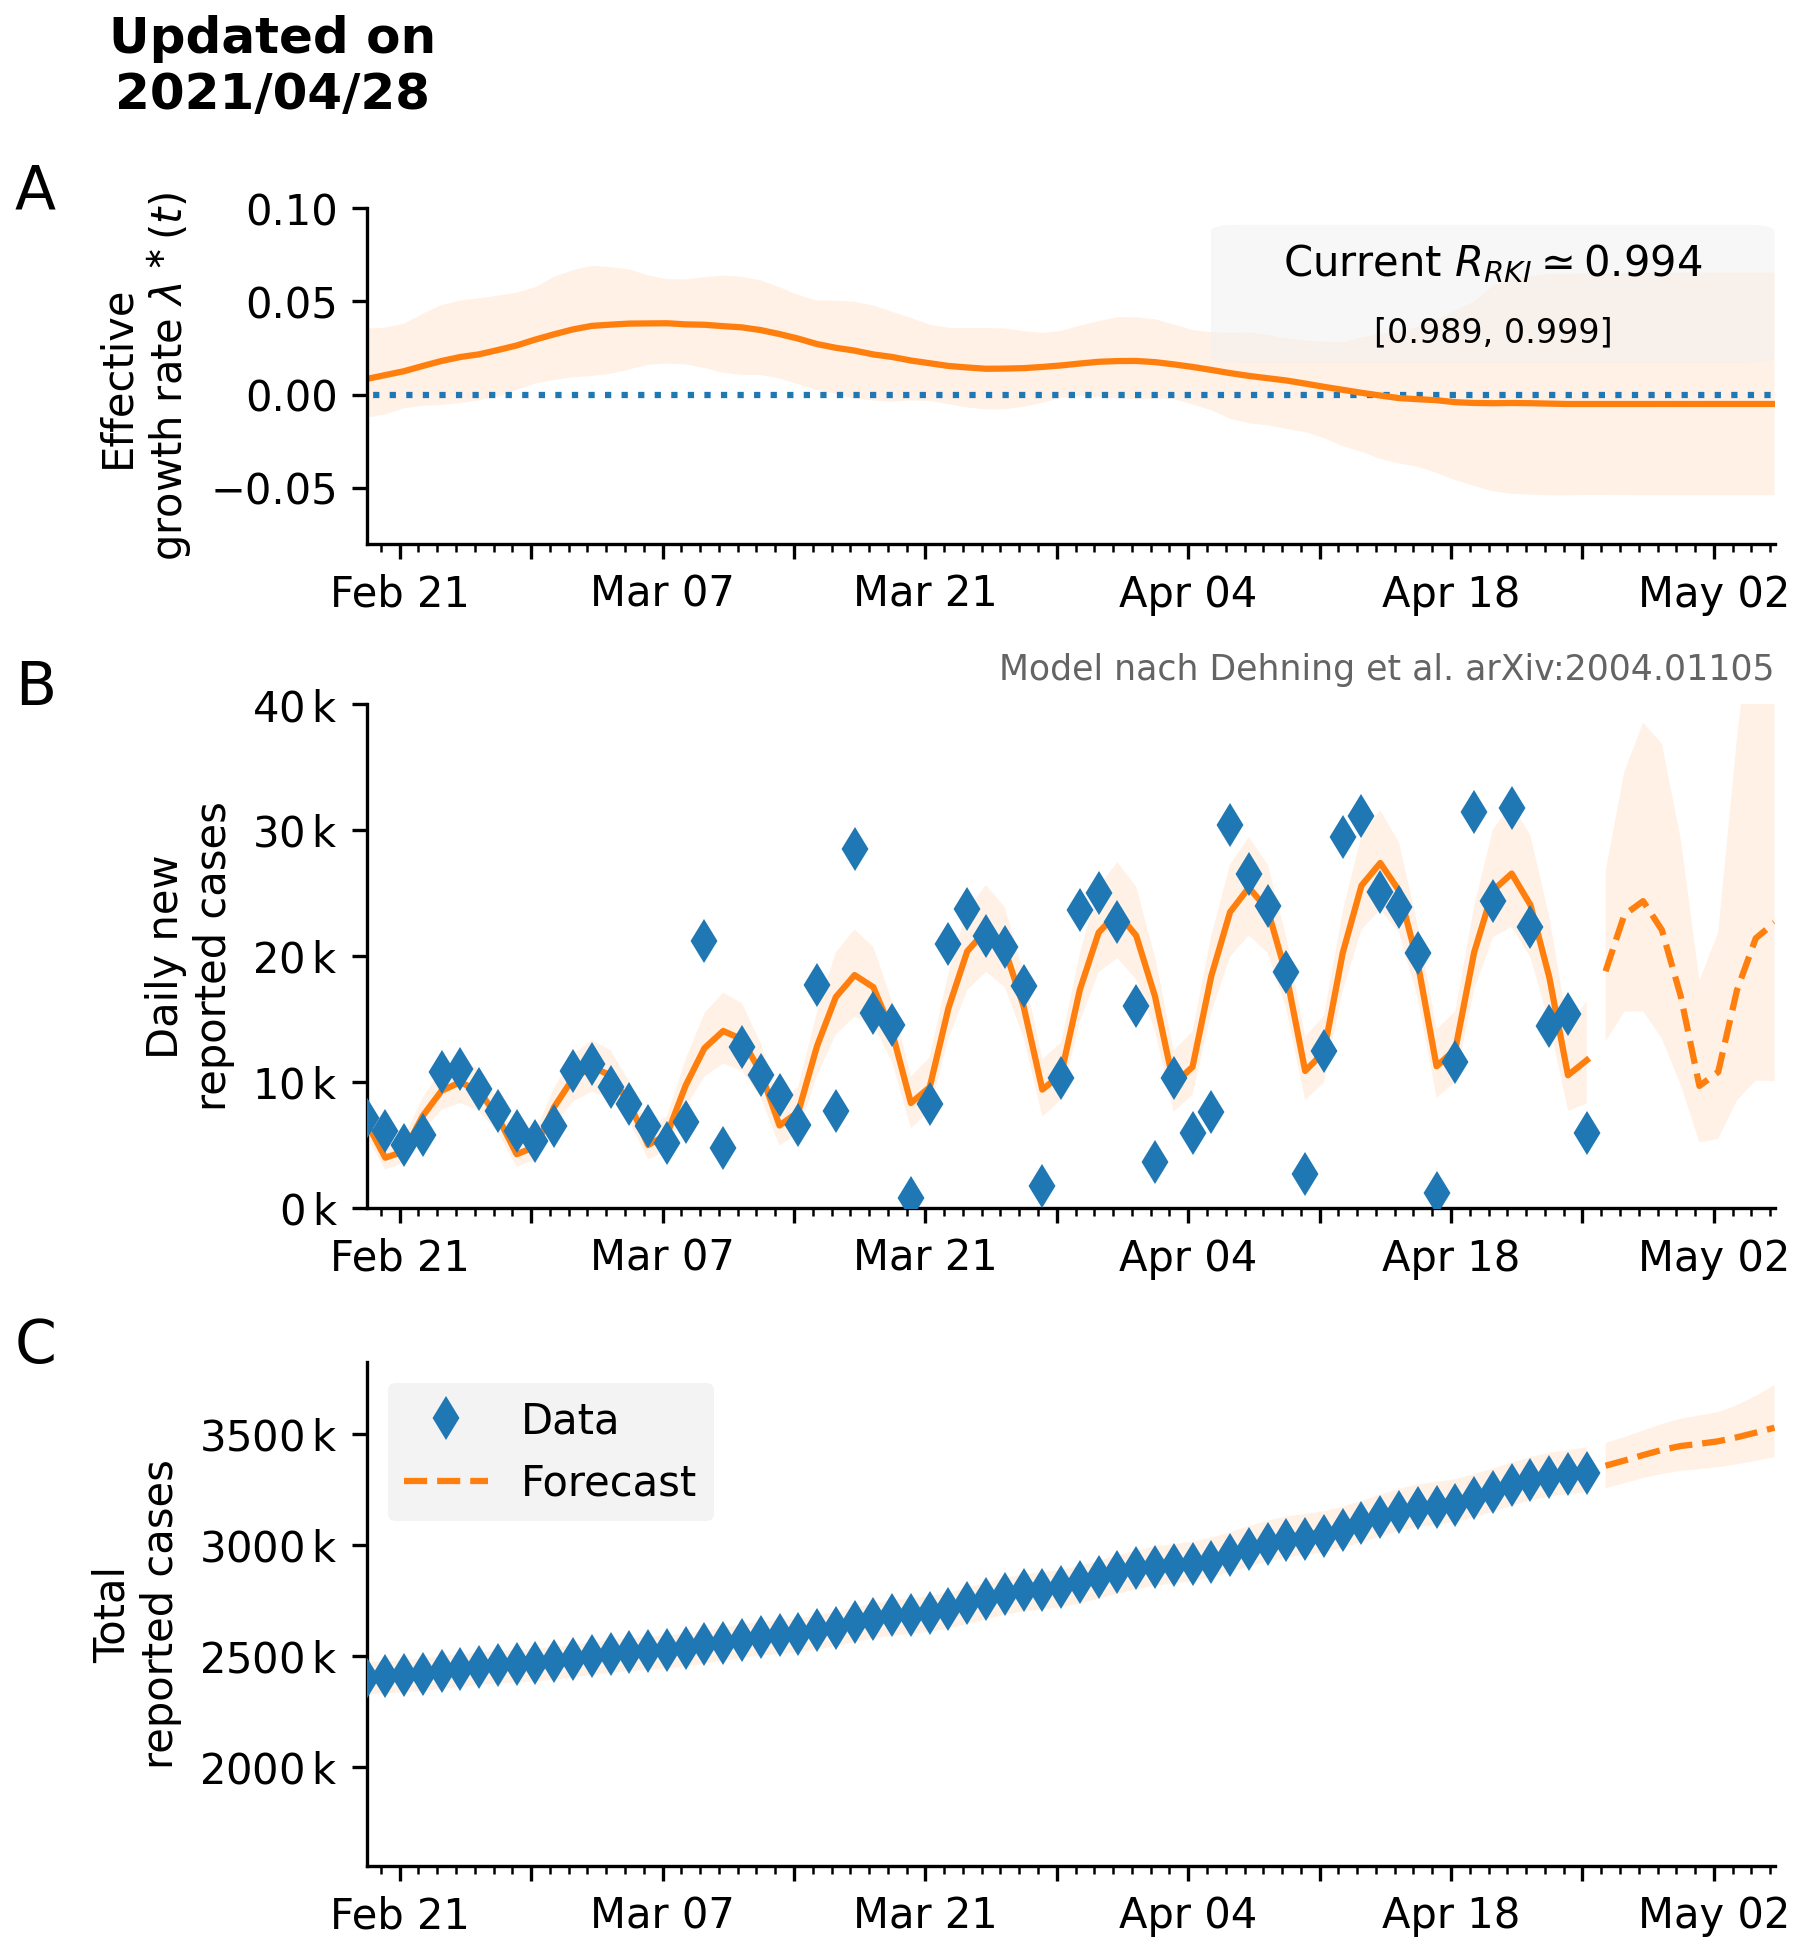 Updated on
2021/04/28
A
Effective
growth rate λ * (t)
0.10
0.05
0.00
−0.05
Current R_RKI ≃ 0.994
[0.989, 0.999]
Feb 21
Mar 07
Mar 21
Apr 04
Apr 18
May 02
Model nach Dehning et al. arXiv:2004.01105
B
Daily new
reported cases
40 k
30 k
20 k
10 k
0 k
Feb 21
Mar 07
Mar 21
Apr 04
Apr 18
May 02
C
Total
reported cases
3500 k
3000 k
2500 k
2000 k
Data
Forecast
Feb 21
Mar 07
Mar 21
Apr 04
Apr 18
May 02